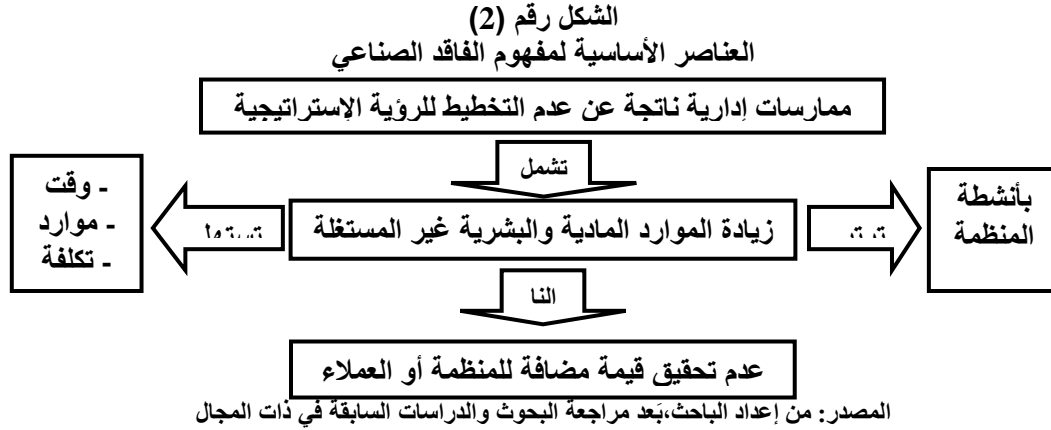 الشكل رقم (2)
العناصر الأساسية لمفهوم الفاقد الصناعي
ممارسات إدارية ناتجة عن عدم التخطيط للرؤية الإستراتيجية
تشمل
بأنشطة
المنظمة
زيادة الموارد المادية والبشرية غير المستغلة
- وقت
- موارد
- تكلفة
النا
عدم تحقيق قيمة مضافة للمنظمة أو العملاء
المصدر: من إعداد الباحث،بَعد مراجعة البحوث والدراسات السابقة في ذات المجال